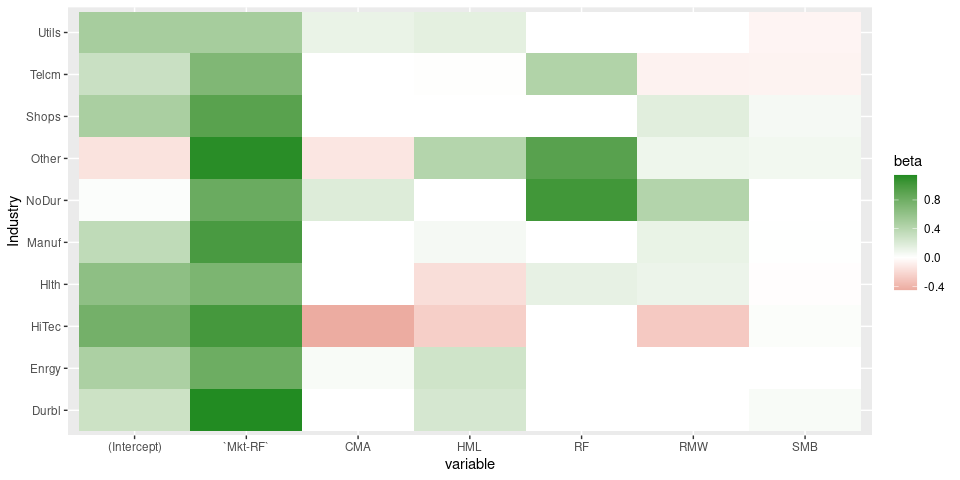 Industry
Utils
Telcm
Shops
Other
NoDur
Manuf
Hlth
HiTec
Enrgy
Durbl
(Intercept) `Mkt-RF` CMA HML RF RMW SMB
variable
beta
0.8
0.4
0.0
-0.4